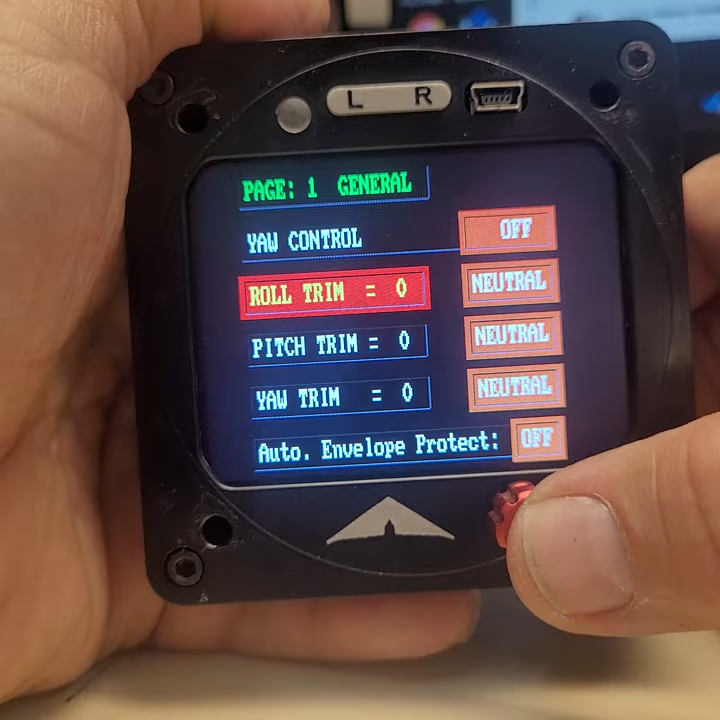 L R
PAGE: 1 GENERAL
YAW CONTROL OFF
ROLL TRIM = 0 NEUTRAL
PITCH TRIM = 0 NEUTRAL
YAW TRIM = 0 NEUTRAL
Auto. Envelope Protect: OFF